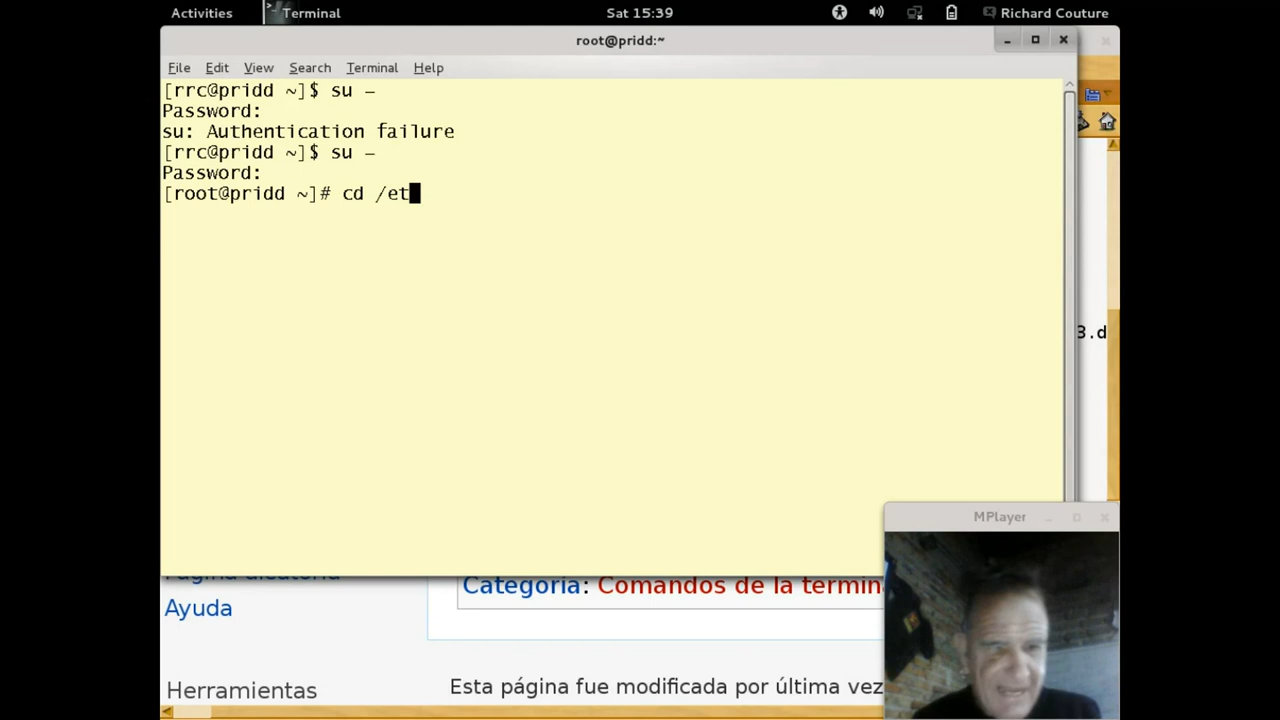 Activities Terminal Sat 15:39 Richard Couture
root@pridd:~
File Edit View Search Terminal Help
[rrc@pridd ~]$ su -
Password:
su: Authentication failure
[rrc@pridd ~]$ su -
Password:
[root@pridd ~]# cd /et
3.d
MPlayer
Categoría: Comandos de la termin
Ayuda
Herramientas
Esta página fue modificada por última vez